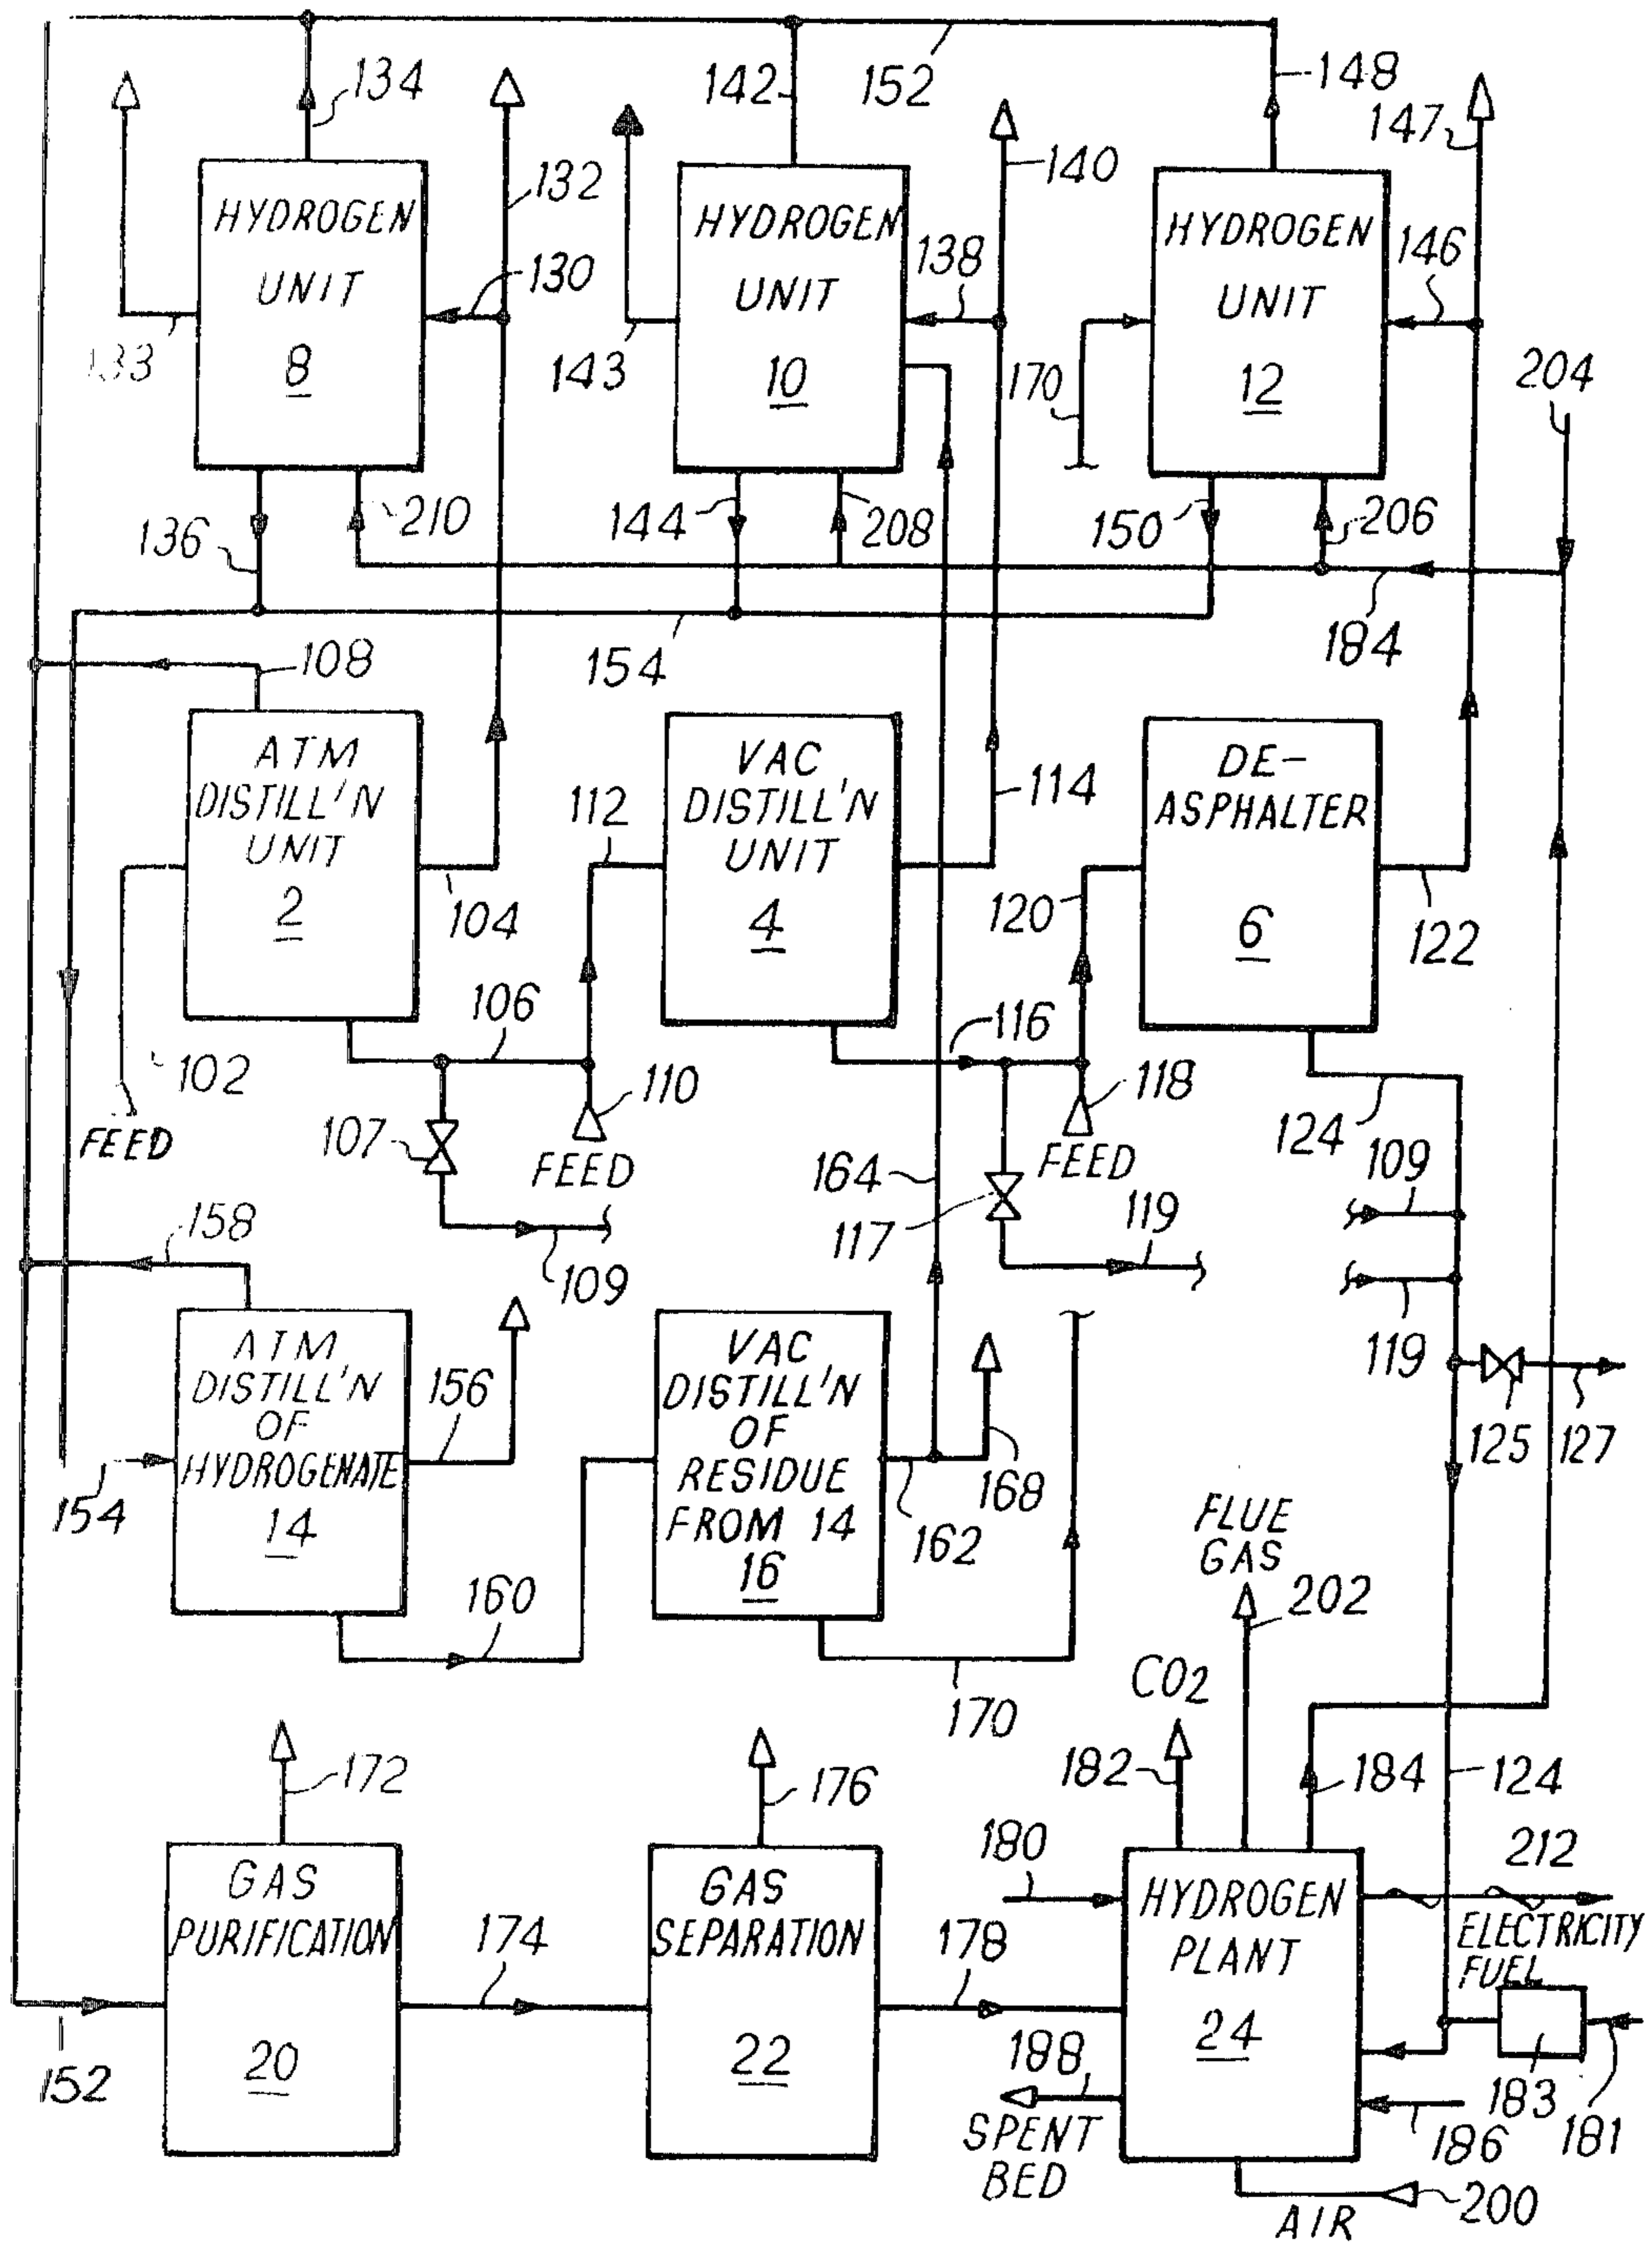 134
142
152
148
147
132
140
HYDROGEN
UNIT
8
HYDROGEN
UNIT
10
HYDROGEN
UNIT
12
130
138
146
133
143
170
204
136
210
144
208
150
206
184
154
108
ATM
DISTILL'N
UNIT
2
VAC
DISTILL'N
UNIT
4
DE-
ASPHALTER
6
112
114
120
104
122
102
106
116
FEED
107
110
FEED
118
FEED
124
109
164
117
119
109
119
158
109
ATM
DISTILL'N
OF
HYDROGENATE
14
VAC
DISTILL'N
OF
RESIDUE
FROM 14
16
156
154
162
168
125
127
160
170
FLUE
GAS
202
CO2
182
184
124
172
176
180
212
GAS
PURIFICATION
20
GAS
SEPARATION
22
HYDROGEN
PLANT
24
174
178
ELECTRICITY
FUEL
152
188
SPENT
BED
183
181
186
200
AIR